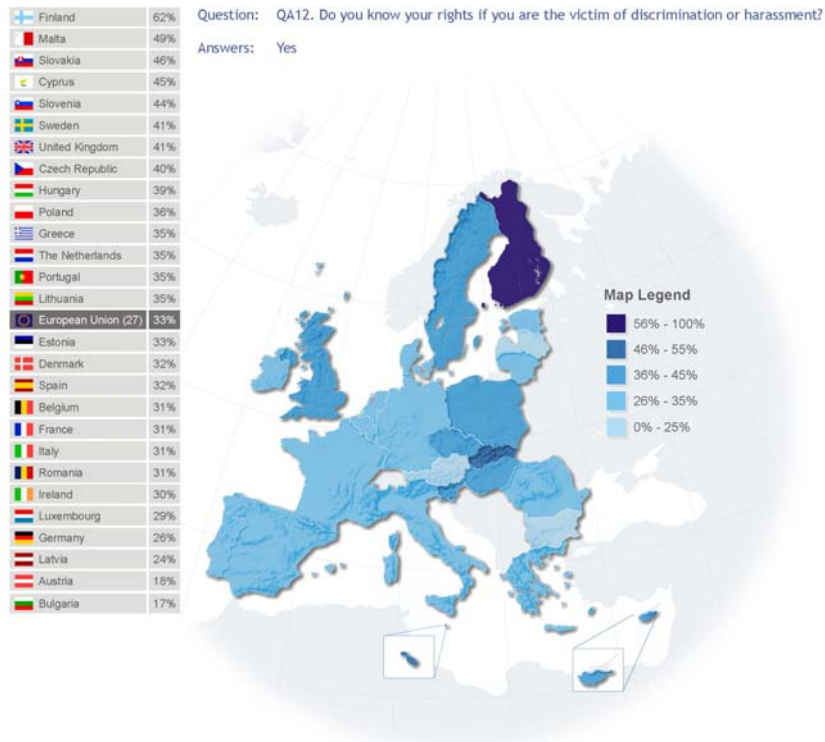 Question: QA12. Do you know your rights if you are the victim of discrimination or harassment?
Answers: Yes
Finland 62%
Malta 49%
Slovakia 46%
Cyprus 45%
Slovenia 44%
Sweden 41%
United Kingdom 41%
Czech Republic 40%
Hungary 39%
Poland 36%
Greece 35%
The Netherlands 35%
Portugal 35%
Lithuania 35%
European Union (27) 33%
Estonia 33%
Denmark 32%
Spain 32%
Belgium 31%
France 31%
Italy 31%
Romania 31%
Ireland 30%
Luxembourg 29%
Germany 26%
Latvia 24%
Austria 18%
Bulgaria 17%
Map Legend
56% - 100%
46% - 55%
36% - 45%
26% - 35%
0% - 25%